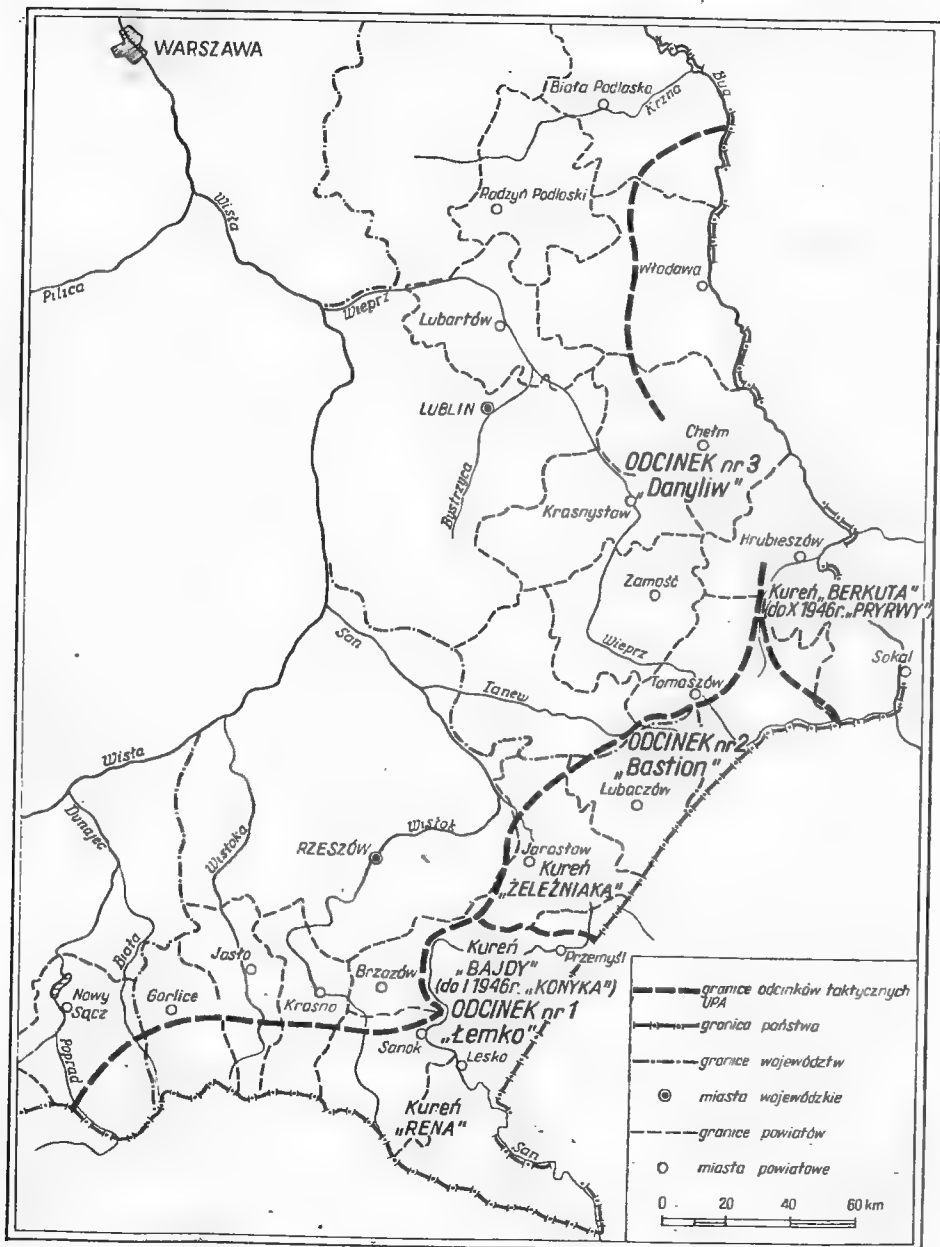 WARSZAWA
Biała Podlaska
Krzna
Bug
Radzyń Podlaski
Wisła
Pilica
Wieprz
Włodawa
Lubartów
LUBLIN
Bystrzyca
Chełm
ODCINEK nr 3
„Danyliw"
Krasnystaw
Hrubieszów
Zamość
Kureń „BERKUTA"
(do X 1946r. „PRYRWY")
San
Wieprz
Sokal
Tanew
Tomaszów
ODCINEK nr 2
„Bastion"
Lubaczów
Wisła
Dunajec
Wisłoka
Wisłok
RZESZÓW
Jarosław
Kureń
„ŻELEŹNIAKA"
Kureń
„BAJDY"
(do I 1946r. „KONYKA")
Przemyśl
Biała
Jasło
Brzozów
Nowy
Sącz
Gorlice
Krosno
ODCINEK nr 1
„Łemko"
Sanok
Poprad
Lesko
Kureń
„RENA"
San
granice odcinków taktycznych
UPA
granica państwa
granice województw
miasta wojewódzkie
granice powiatów
miasta powiatowe
0 20 40 60 km